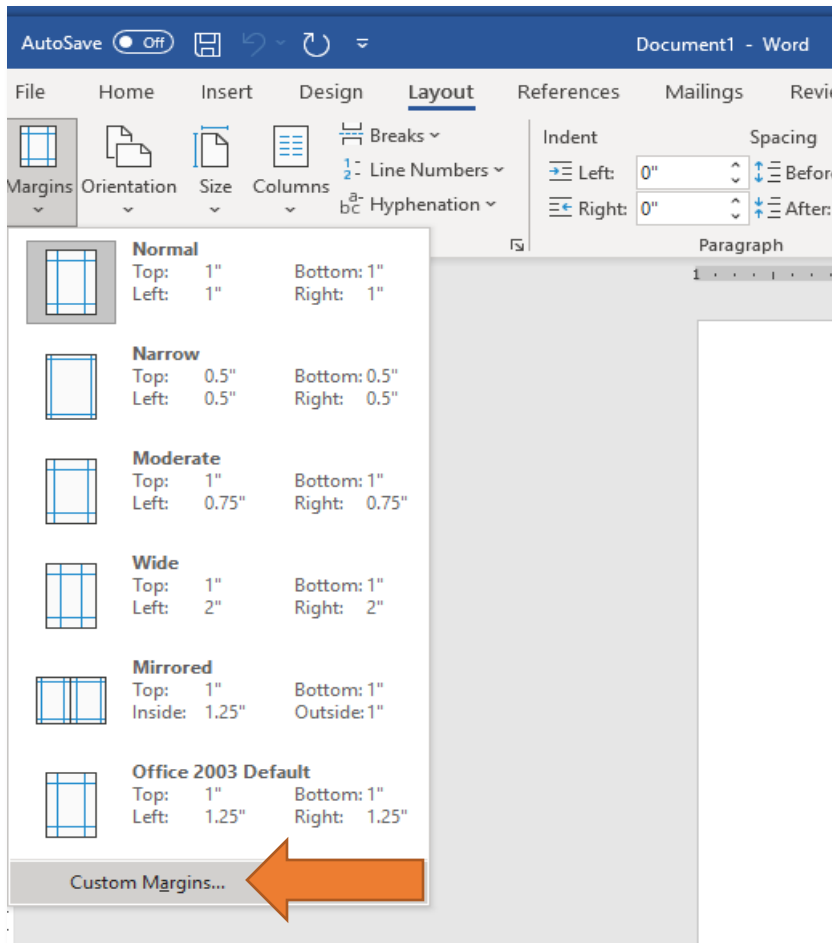 AutoSave Off Document1 - Word
File Home Insert Design Layout References Mailings Revie
Margins
Orientation
Size
Columns
Breaks
Line Numbers
Hyphenation
Indent
Left: 0"
Right: 0"
Spacing
Before
After:
Paragraph
1
Normal
Top: 1" Bottom: 1"
Left: 1" Right: 1"
Narrow
Top: 0.5" Bottom: 0.5"
Left: 0.5" Right: 0.5"
Moderate
Top: 1" Bottom: 1"
Left: 0.75" Right: 0.75"
Wide
Top: 1" Bottom: 1"
Left: 2" Right: 2"
Mirrored
Top: 1" Bottom: 1"
Inside: 1.25" Outside: 1"
Office 2003 Default
Top: 1" Bottom: 1"
Left: 1.25" Right: 1.25"
Custom Margins...